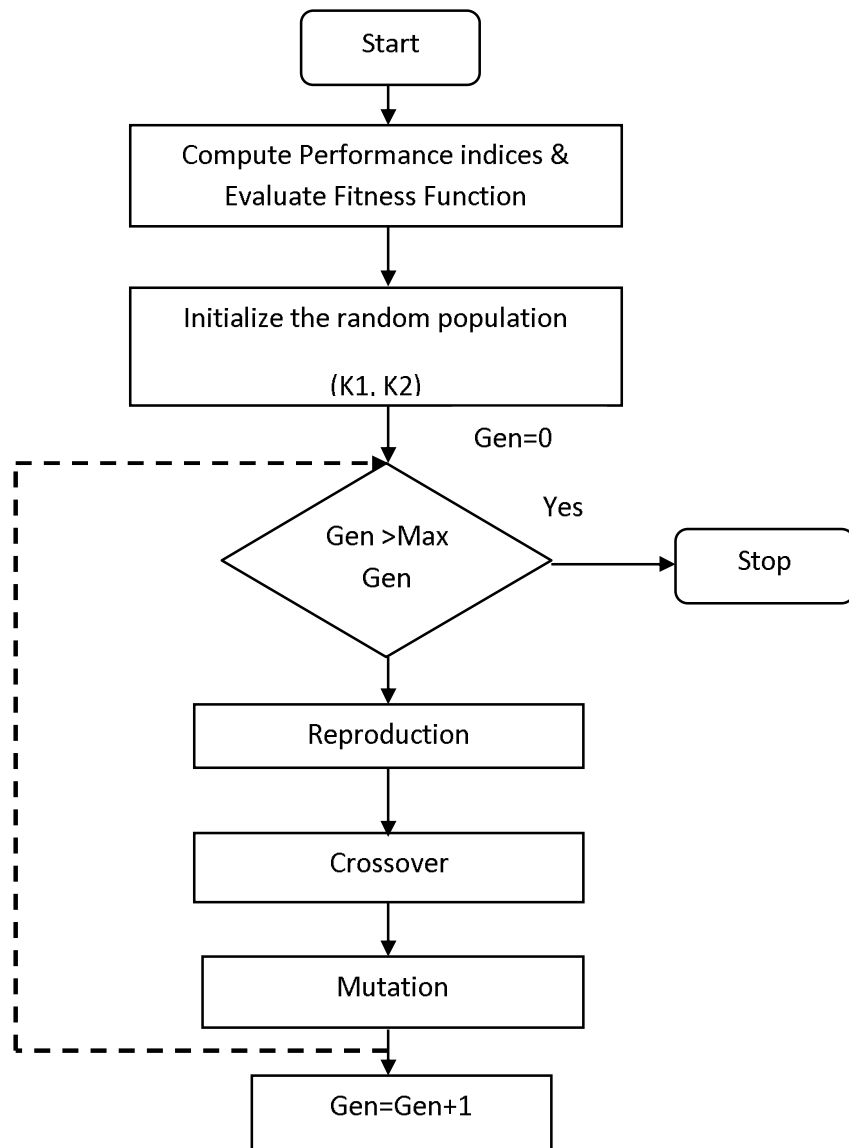 Start
Compute Performance indices &
Evaluate Fitness Function
Initialize the random population
(K1, K2)
Gen=0
Yes
Gen >Max
Gen
Stop
Reproduction
Crossover
Mutation
Gen=Gen+1